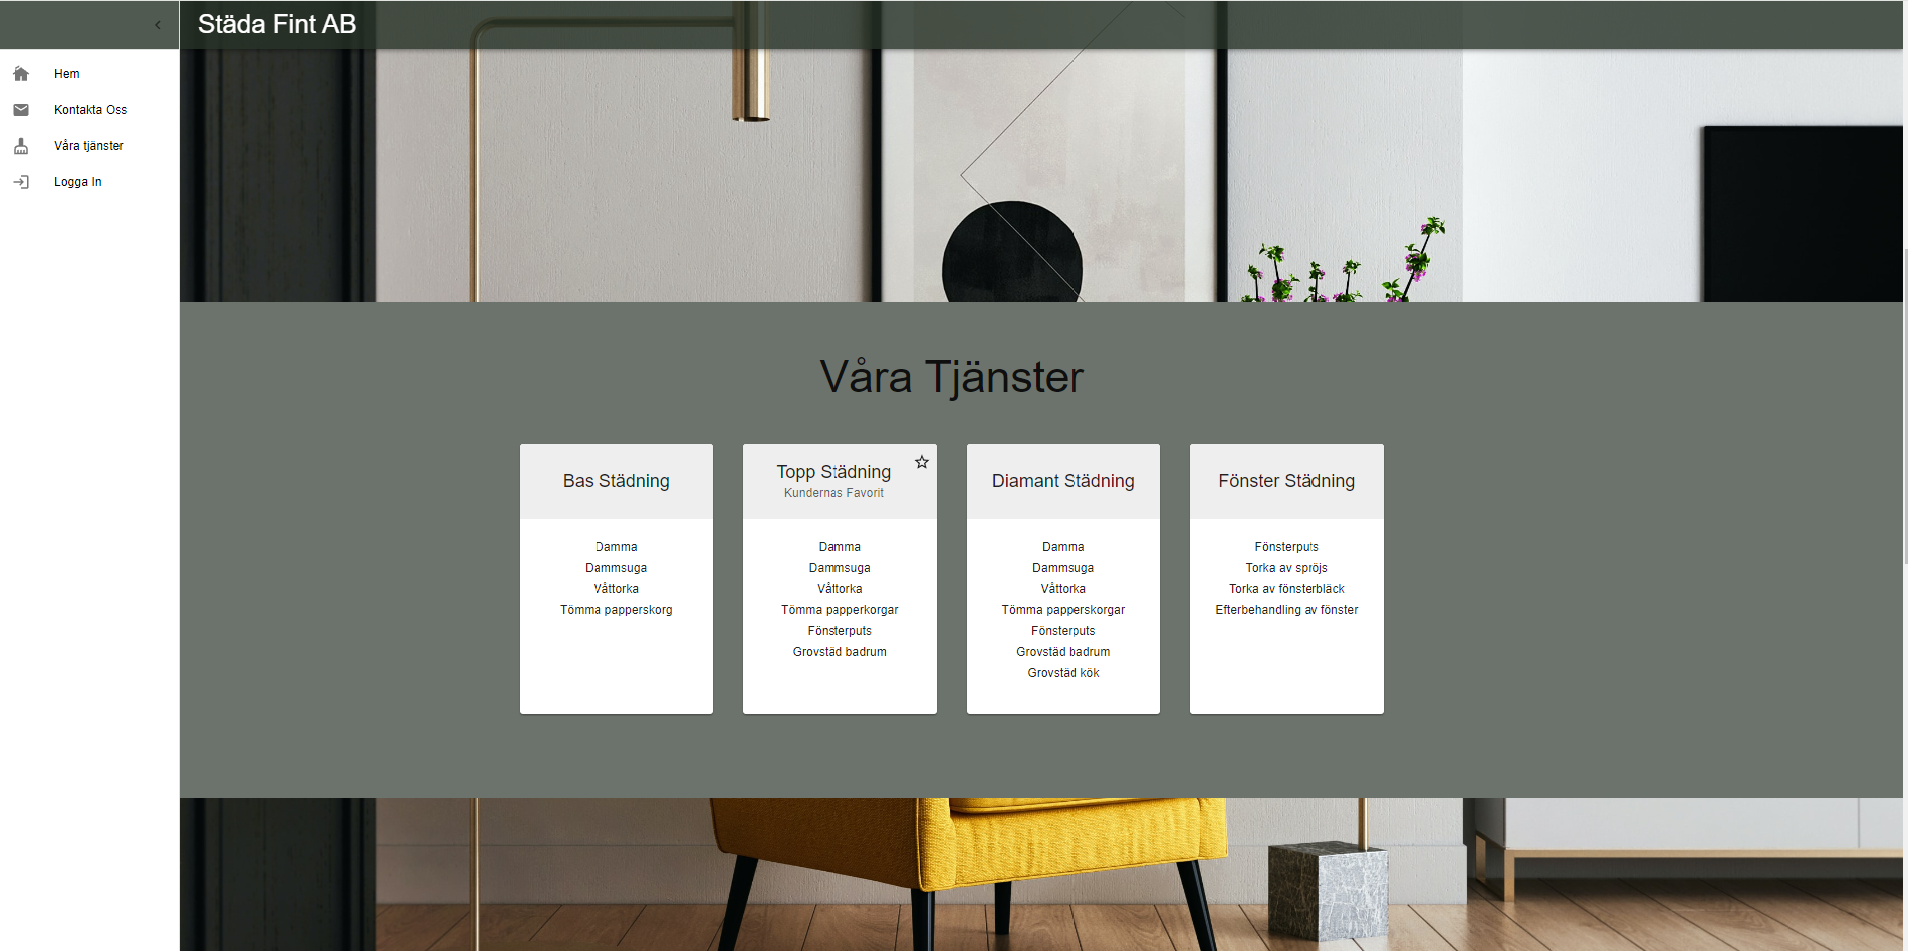 Städa Fint AB
Hem
Kontakta Oss
Våra tjänster
Logga In
Våra Tjänster
Bas Städning
Damma
Dammsuga
Våttorka
Tömma papperskorg
Topp Städning
Kundernas Favorit
Damma
Dammsuga
Våttorka
Tömma papperkorgar
Fönsterputs
Grovstäd badrum
Diamant Städning
Damma
Dammsuga
Våttorka
Tömma papperskorgar
Fönsterputs
Grovstäd badrum
Grovstäd kök
Fönster Städning
Fönsterputs
Torka av spröjs
Torka av fönsterbläck
Efterbehandling av fönster